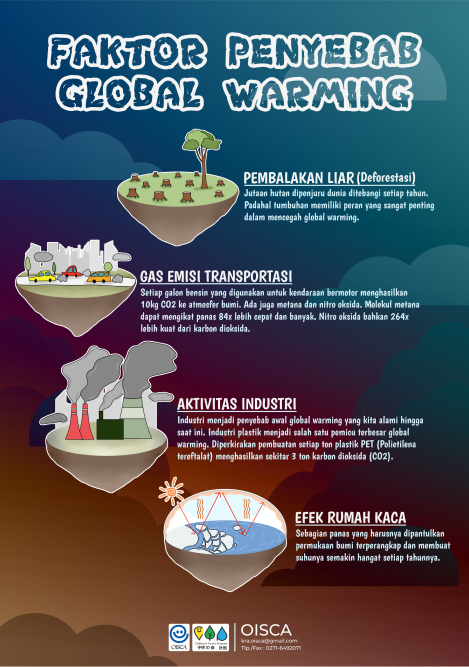 FAKTOR PENYEBAB
GLOBAL WARMING
PEMBALAKAN LIAR (Deforestasi)
Jutaan hutan dipenjuru dunia ditebangi setiap tahun.
Padahal tumbuhan memiliki peran yang sangat penting
dalam mencegah global warming.
GAS EMISI TRANSPORTASI
Setiap galon bensin yang digunakan untuk kendaraan bermotor menghasilkan
10kg CO2 ke atmosfer bumi. Ada juga metana dan nitro oksida. Molekul metana
dapat mengikat panas 84x lebih cepat dan banyak. Nitro oksida bahkan 264x
lebih kuat dari karbon dioksida.
AKTIVITAS INDUSTRI
Industri menjadi penyebab awal global warming yang kita alami hingga
saat ini. Industri plastik menjadi salah satu pemicu terbesar global
warming. Diperkirakan pembuatan setiap ton plastik PET (Polietilena
tereftalat) menghasilkan sekitar 3 ton karbon dioksida (CO2).
EFEK RUMAH KACA
Sebagian panas yang harusnya dipantulkan
permukaan bumi terperangkap dan membuat
suhunya semakin hangat setiap tahunnya.
OISCA
OISCA
kra.oisca@gmail.com
Tlp./Fax : 0271-6492071